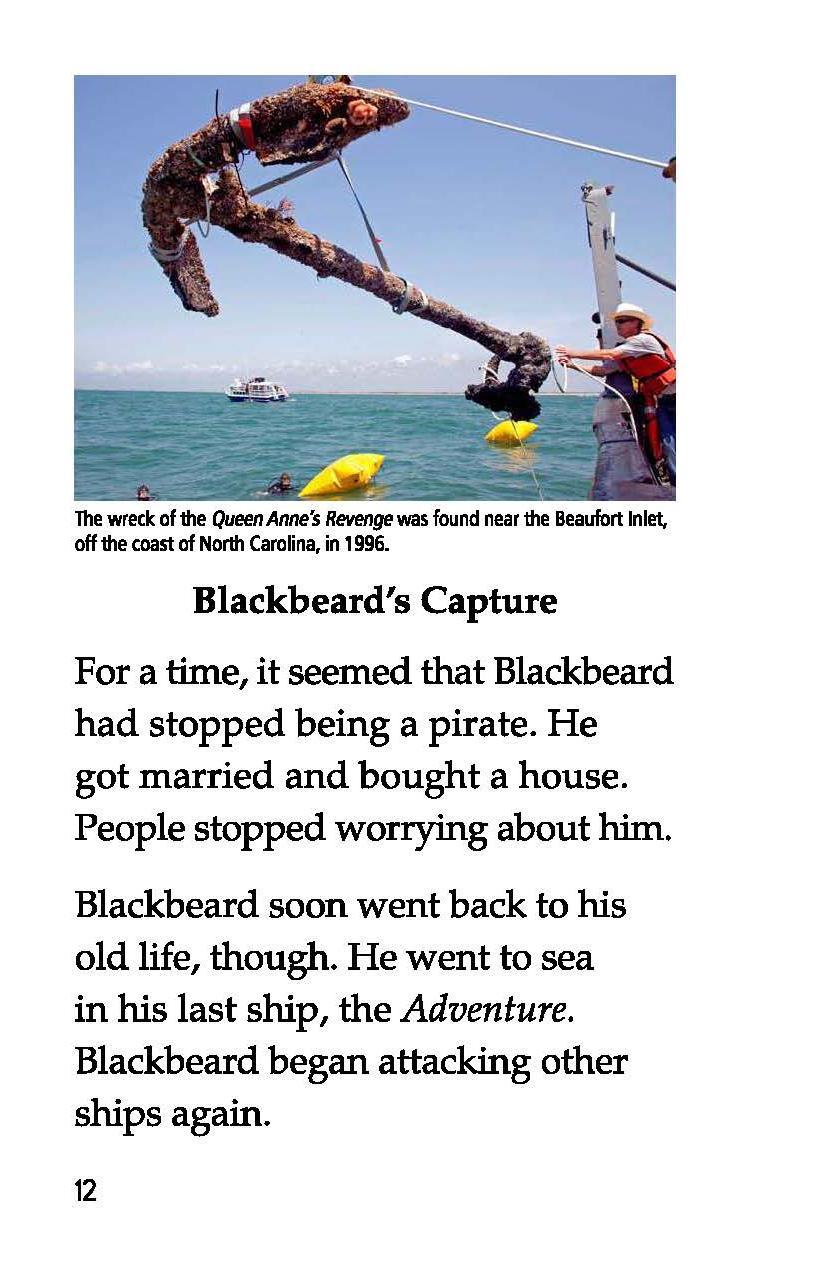 The wreck of the Queen Anne's Revenge was found near the Beaufort Inlet,
off the coast of North Carolina, in 1996.
Blackbeard's Capture
For a time, it seemed that Blackbeard
had stopped being a pirate. He
got married and bought a house.
People stopped worrying about him.
Blackbeard soon went back to his
old life, though. He went to sea
in his last ship, the Adventure.
Blackbeard began attacking other
ships again.
12